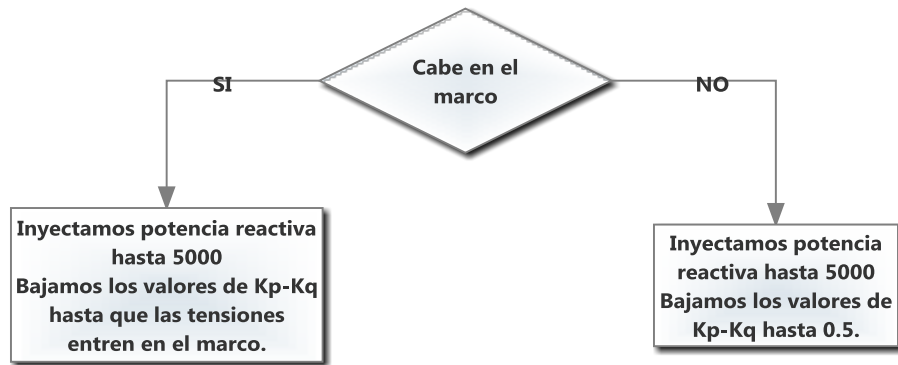 Cabe en el
marco
SI
NO
Inyectamos potencia reactiva
hasta 5000
Bajamos los valores de Kp-Kq
hasta que las tensiones
entren en el marco.
Inyectamos potencia
reactiva hasta 5000
Bajamos los valores de
Kp-Kq hasta 0.5.